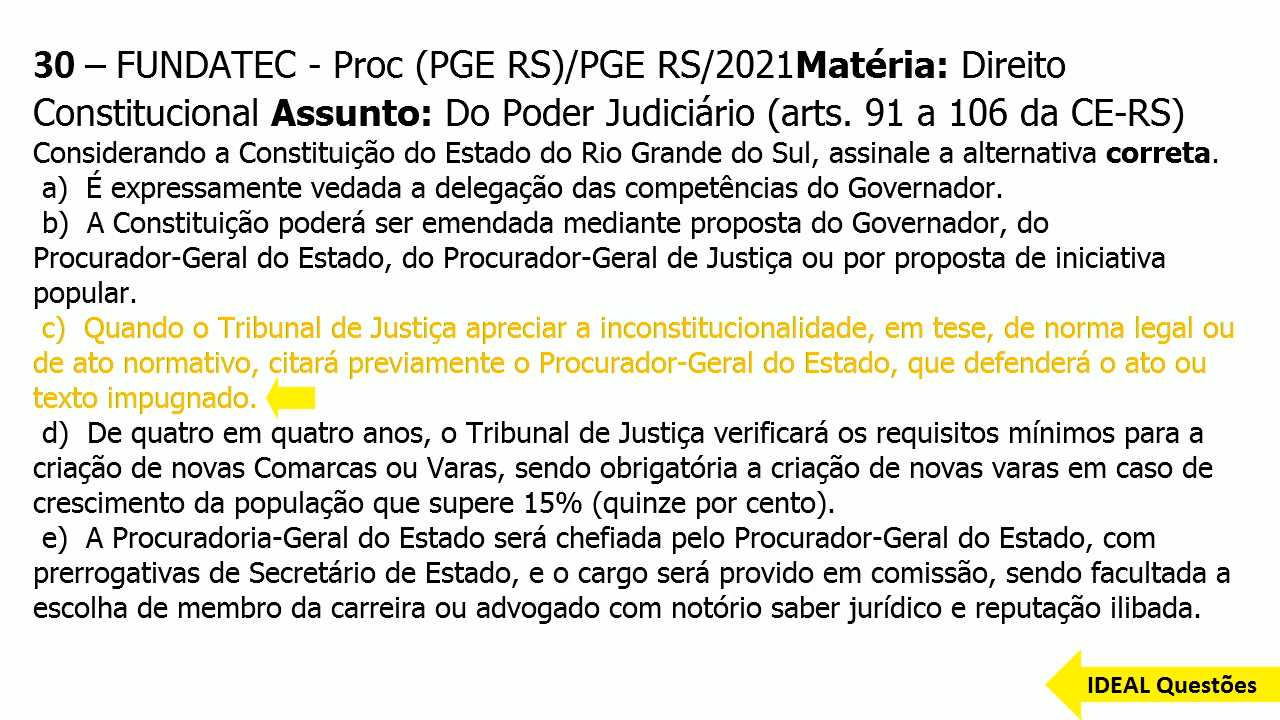 30 – FUNDATEC - Proc (PGE RS)/PGE RS/2021Matéria: Direito
Constitucional Assunto: Do Poder Judiciário (arts. 91 a 106 da CE-RS)
Considerando a Constituição do Estado do Rio Grande do Sul, assinale a alternativa correta.
a) É expressamente vedada a delegação das competências do Governador.
b) A Constituição poderá ser emendada mediante proposta do Governador, do
Procurador-Geral do Estado, do Procurador-Geral de Justiça ou por proposta de iniciativa
popular.
c) Quando o Tribunal de Justiça apreciar a inconstitucionalidade, em tese, de norma legal ou
de ato normativo, citará previamente o Procurador-Geral do Estado, que defenderá o ato ou
texto impugnado.
d) De quatro em quatro anos, o Tribunal de Justiça verificará os requisitos mínimos para a
criação de novas Comarcas ou Varas, sendo obrigatória a criação de novas varas em caso de
crescimento da população que supere 15% (quinze por cento).
e) A Procuradoria-Geral do Estado será chefiada pelo Procurador-Geral do Estado, com
prerrogativas de Secretário de Estado, e o cargo será provido em comissão, sendo facultada a
escolha de membro da carreira ou advogado com notório saber jurídico e reputação ilibada.
IDEAL Questões